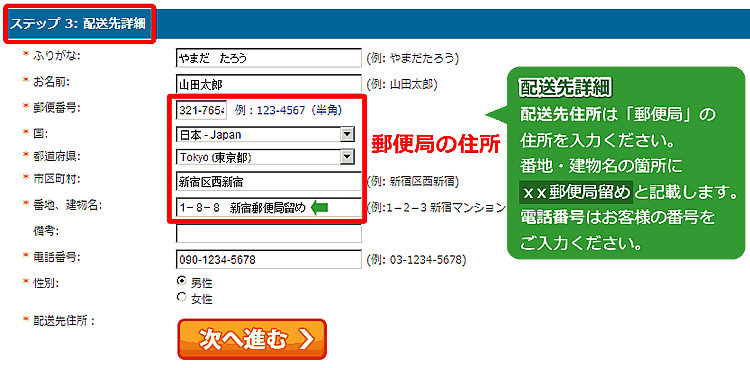 ステップ 3: 配送先詳細
* ふりがな: やまだ　たろう (例: やまだたろう)
* お名前: 山田太郎 (例: 山田太郎)
* 郵便番号: 321-7654 例：123-4567（半角）
* 国: 日本 - Japan
* 都道府県: Tokyo (東京都)
* 市区町村: 新宿区西新宿 (例: 新宿区西新宿)
* 番地、建物名: 1－8－8　新宿郵便局留め (例:1－2－3 新宿マンション
備考:
* 電話番号: 090-1234-5678 (例: 03-1234-5678)
* 性別: 男性
女性
* 配送先住所：
次へ進む
郵便局の住所
配送先詳細
配送先住所は「郵便局」の
住所を入力ください。
番地・建物名の箇所に
ｘｘ郵便局留め と記載します。
電話番号はお客様の番号を
ご入力ください。